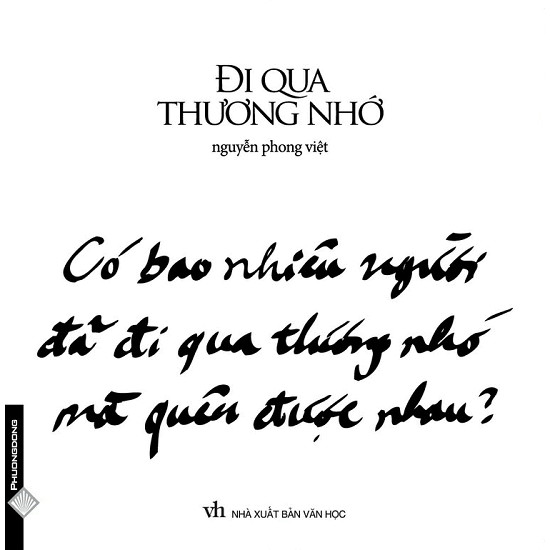 ĐI QUA
THƯƠNG NHỚ
nguyễn phong việt
Có bao nhiêu người
đã đi qua thương nhớ
mà quên được nhau?
PHUONGDONG
vh NHÀ XUẤT BẢN VĂN HỌC